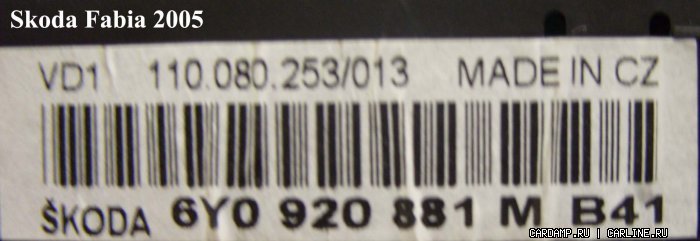 Skoda Fabia 2005
VD1 110.080.253/013 MADE IN CZ
ŠKODA 6Y0 920 881 M B41
CARDAMP.RU | CARLINE.RU